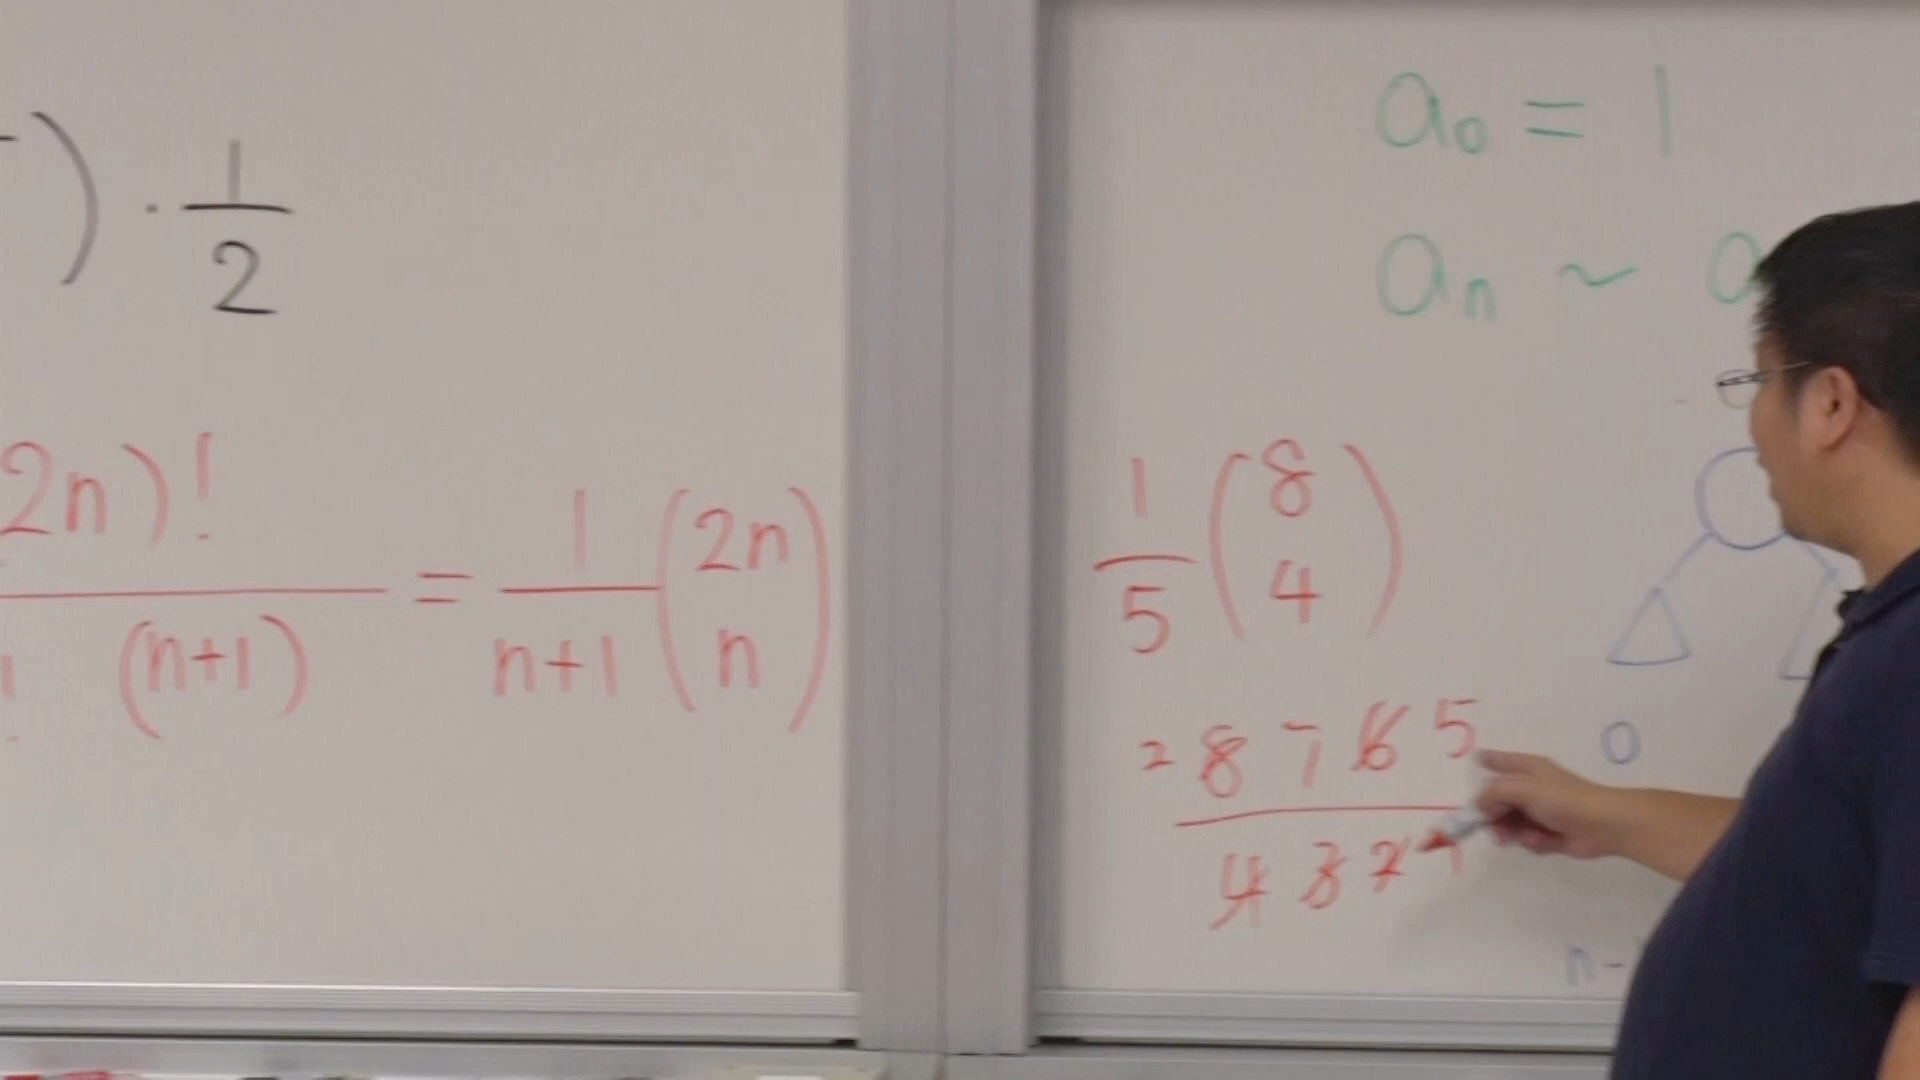 ) · 1/2
2n)! / ! (n+1) = 1/(n+1) (2n n)
a₀ = 1
aₙ ~ a
1/5 (8 4)
= 8 7 6 5
4 3 2 1
0
n-